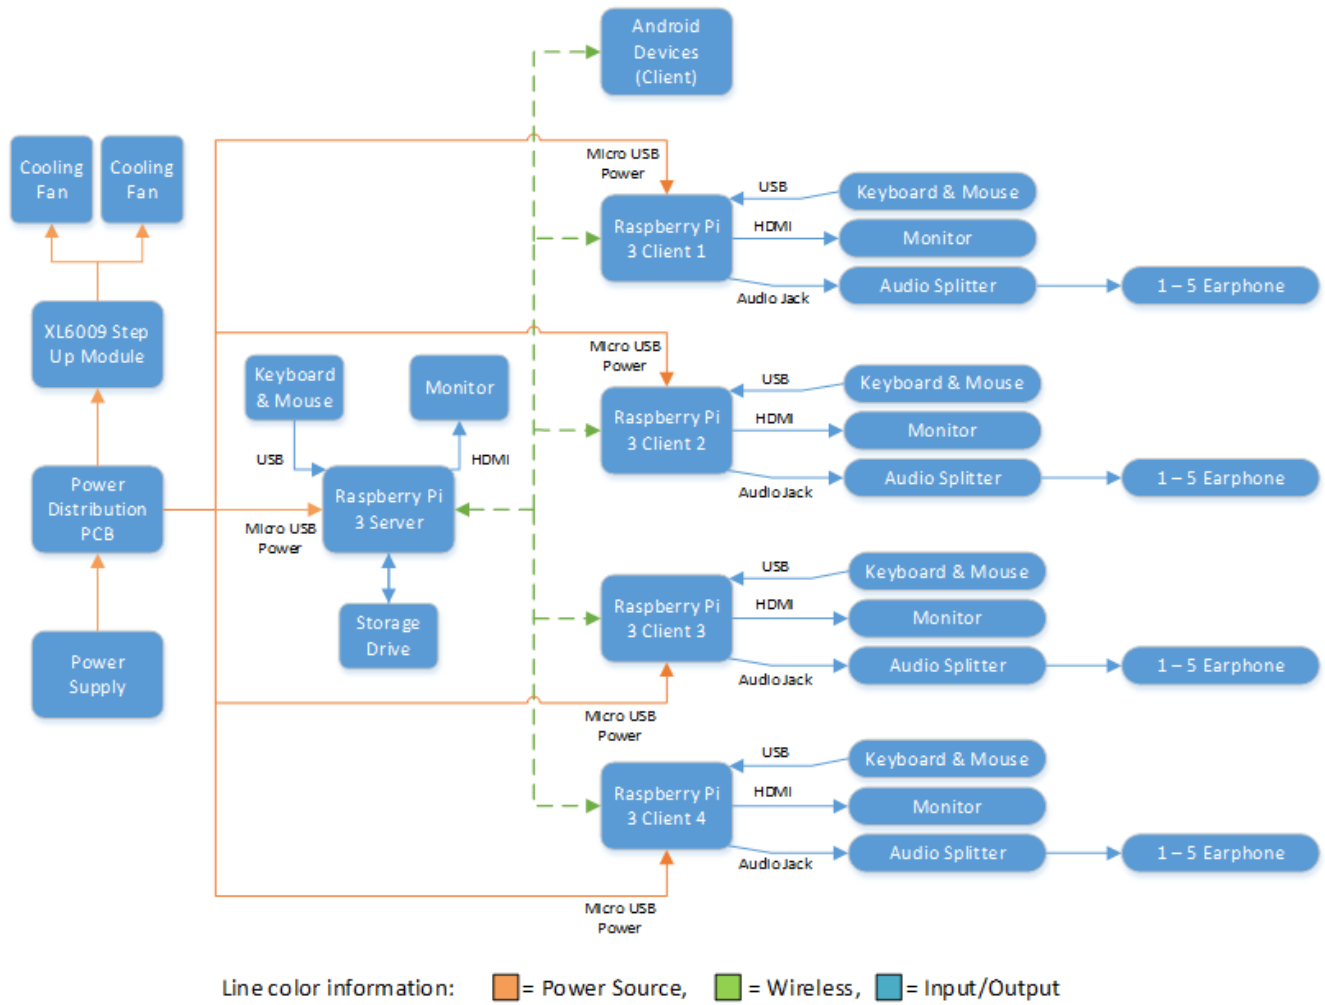 Android
Devices
(Client)
Cooling
Fan
Cooling
Fan
XL6009 Step
Up Module
Power
Distribution
PCB
Power
Supply
Keyboard
& Mouse
Monitor
USB
HDMI
Raspberry Pi
3 Server
Micro USB
Power
Storage
Drive
Micro USB
Power
Raspberry Pi
3 Client 1
USB
Keyboard & Mouse
HDMI
Monitor
Audio Jack
Audio Splitter
1 – 5 Earphone
Micro USB
Power
Raspberry Pi
3 Client 2
USB
Keyboard & Mouse
HDMI
Monitor
Audio Jack
Audio Splitter
1 – 5 Earphone
Raspberry Pi
3 Client 3
USB
Keyboard & Mouse
HDMI
Monitor
Audio Jack
Audio Splitter
1 – 5 Earphone
Micro USB
Power
Raspberry Pi
3 Client 4
USB
Keyboard & Mouse
HDMI
Monitor
Audio Jack
Audio Splitter
1 – 5 Earphone
Micro USB
Power
Line color information: = Power Source, = Wireless, = Input/Output